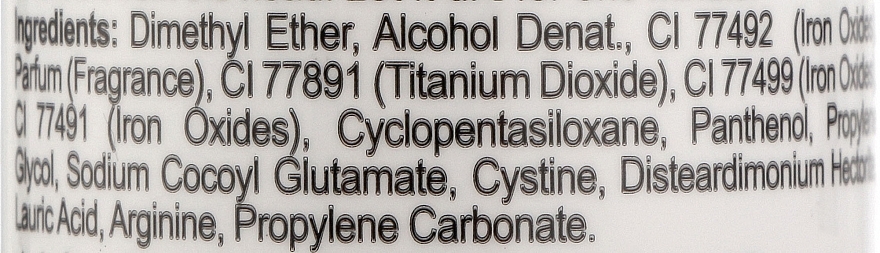 Ingredients: Dimethyl Ether, Alcohol Denat., CI 77492 (Iron Oxides
Parfum (Fragrance), CI 77891 (Titanium Dioxide), CI 77499 (Iron Oxides
CI 77491 (Iron Oxides), Cyclopentasiloxane, Panthenol, Propylene
Glycol, Sodium Cocoyl Glutamate, Cystine, Disteardimonium Hectorite
Lauric Acid, Arginine, Propylene Carbonate.